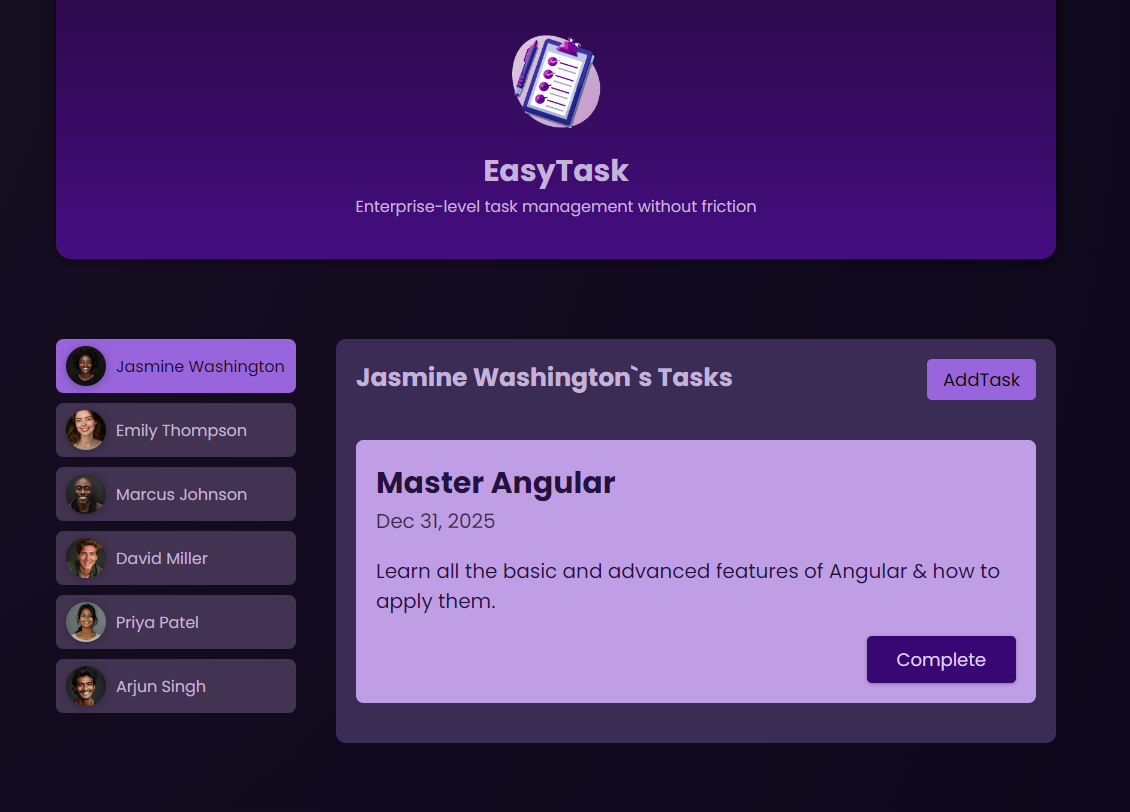 EasyTask
Enterprise-level task management without friction
Jasmine Washington
Emily Thompson
Marcus Johnson
David Miller
Priya Patel
Arjun Singh
Jasmine Washington`s Tasks
AddTask
Master Angular
Dec 31, 2025
Learn all the basic and advanced features of Angular & how to
apply them.
Complete